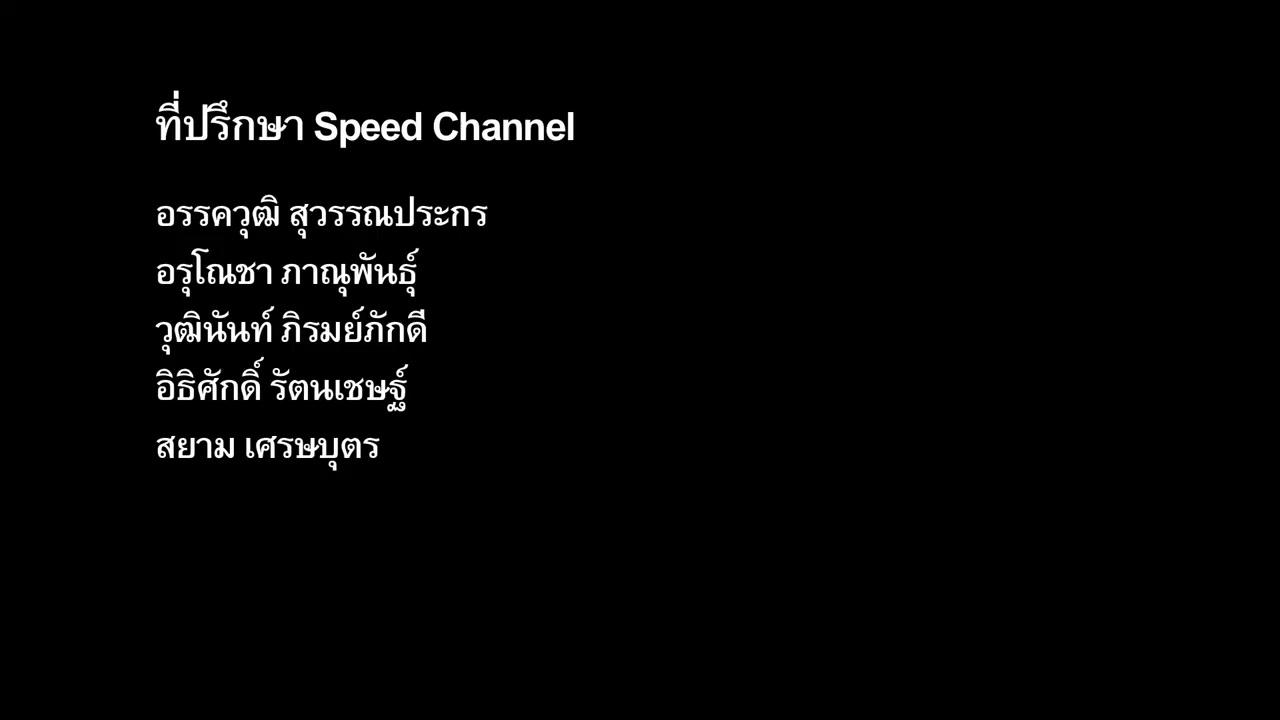 ที่ปรึกษา Speed Channel
อรรควุฒิ สุวรรณประกร
อรุโณชา ภาณุพันธุ์
วุฒินันท์ ภิรมย์ภักดี
อิธิศักดิ์ รัตนเชษฐ์
สยาม เศรษบุตร